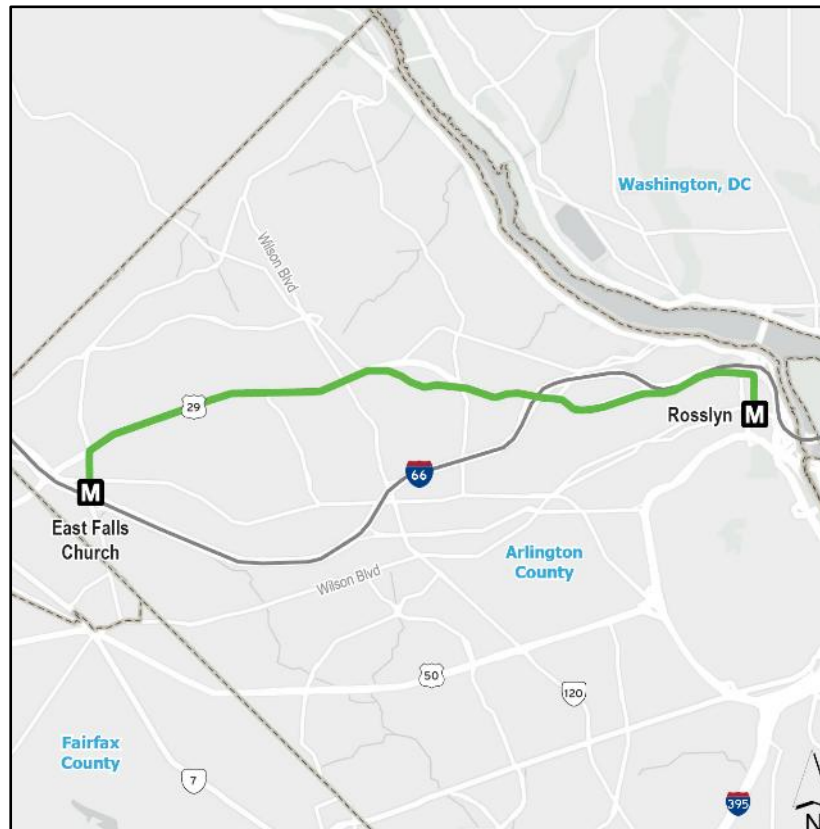 Washington, DC
Wilson Blvd
29
Rosslyn
M
M
66
East Falls
Church
Arlington
County
Wilson Blvd
50
120
Fairfax
County
7
395
N